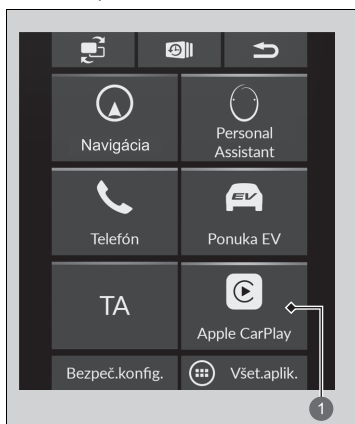 Navigácia
Personal
Assistant
Telefón
EV
Ponuka EV
TA
Apple CarPlay
Bezpeč.konfig.
Všet.aplik.
1